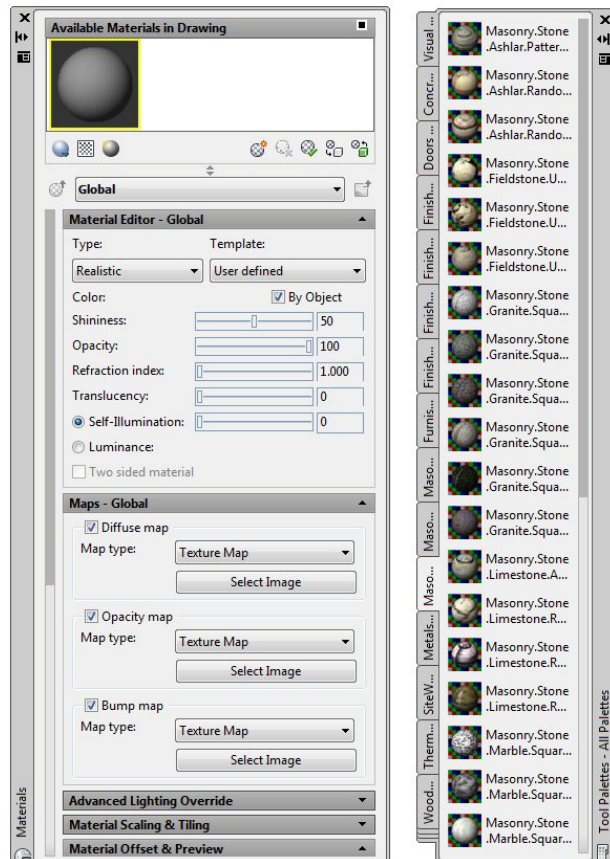 Available Materials in Drawing
Global
Material Editor - Global
Type:
Template:
Realistic
User defined
Color:
By Object
Shininess:
50
Opacity:
100
Refraction index:
1.000
Translucency:
0
Self-Illumination:
0
Luminance:
Two sided material
Maps - Global
Diffuse map
Map type:
Texture Map
Select Image
Opacity map
Map type:
Texture Map
Select Image
Bump map
Map type:
Texture Map
Select Image
Advanced Lighting Override
Material Scaling & Tiling
Material Offset & Preview
Materials
Visual ...
Concr...
Doors ...
Finish...
Finish...
Finish...
Finish...
Furnis...
Maso...
Maso...
Maso...
Metals...
SiteW...
Therm...
Wood...
Masonry.Stone
.Ashlar.Patter...
Masonry.Stone
.Ashlar.Rando...
Masonry.Stone
.Ashlar.Rando...
Masonry.Stone
.Fieldstone.U...
Masonry.Stone
.Fieldstone.U...
Masonry.Stone
.Fieldstone.U...
Masonry.Stone
.Granite.Squa...
Masonry.Stone
.Granite.Squa...
Masonry.Stone
.Granite.Squa...
Masonry.Stone
.Granite.Squa...
Masonry.Stone
.Granite.Squa...
Masonry.Stone
.Granite.Squa...
Masonry.Stone
.Limestone.A...
Masonry.Stone
.Limestone.R...
Masonry.Stone
.Limestone.R...
Masonry.Stone
.Limestone.R...
Masonry.Stone
.Marble.Squar...
Masonry.Stone
.Marble.Squar...
Masonry.Stone
.Marble.Squar...
Tool Palettes - All Palettes